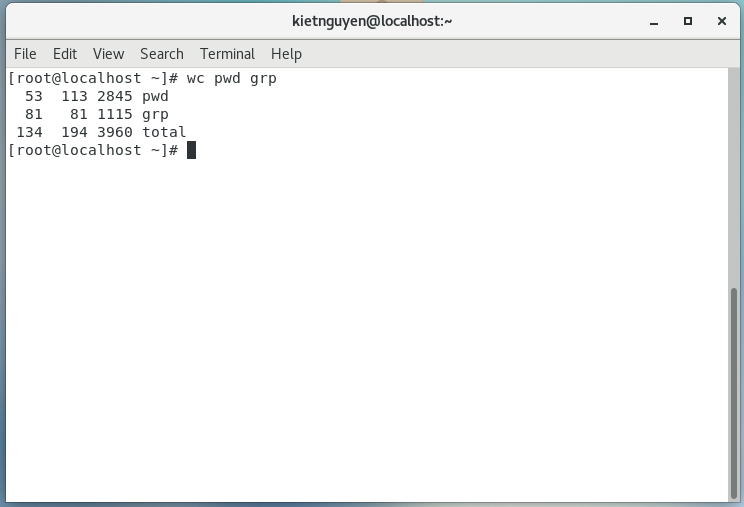 kietnguyen@localhost:~
File Edit View Search Terminal Help
[root@localhost ~]# wc pwd grp
  53  113 2845 pwd
  81   81 1115 grp
 134  194 3960 total
[root@localhost ~]#